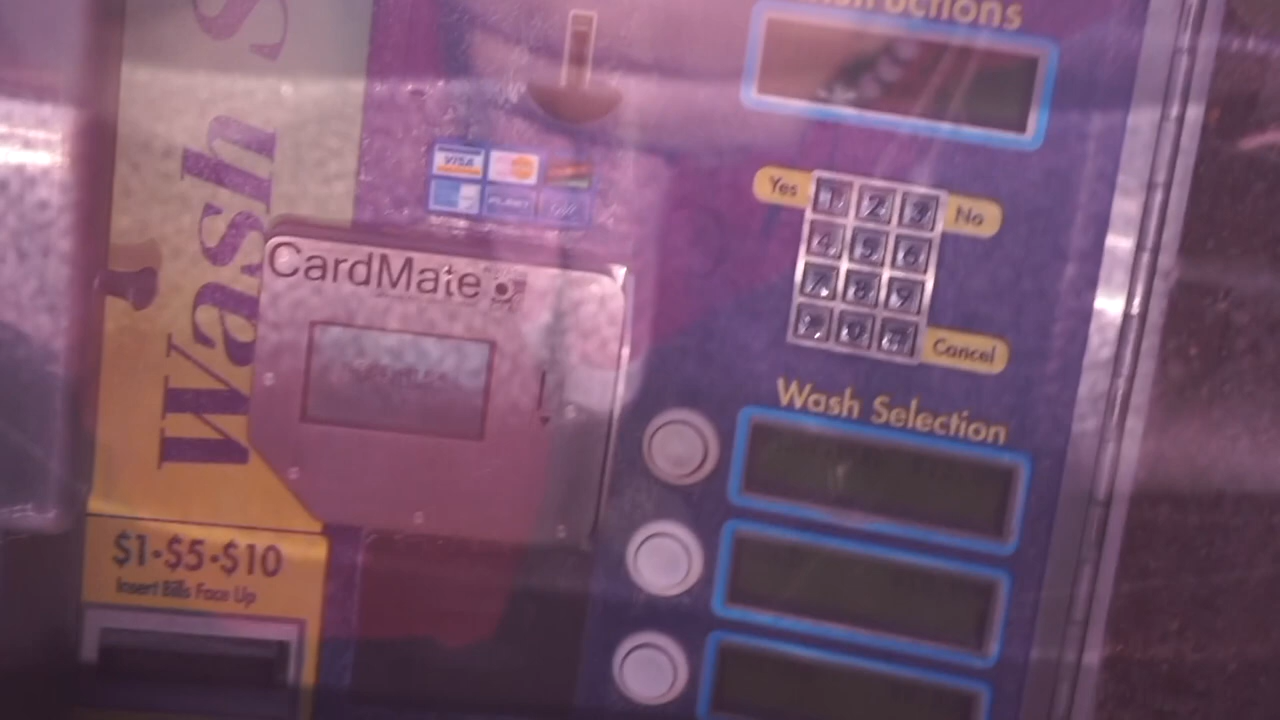 Wash S
VISA
CardMate
$1-$5-$10
Insert Bills Face Up
Yes
1 2 3
No
4 5 6
7 8 9
0
Cancel
Wash Selection